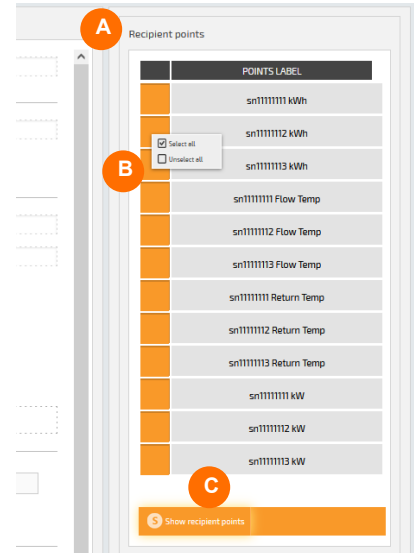 A
Recipient points
POINTS LABEL
sn11111111 kWh
sn11111112 kWh
Select all
B
Unselect all
sn11111113 kWh
sn11111111 Flow Temp
sn11111112 Flow Temp
sn11111113 Flow Temp
sn11111111 Return Temp
sn11111112 Return Temp
sn11111113 Return Temp
sn11111111 kW
sn11111112 kW
sn11111113 kW
C
S Show recipient points